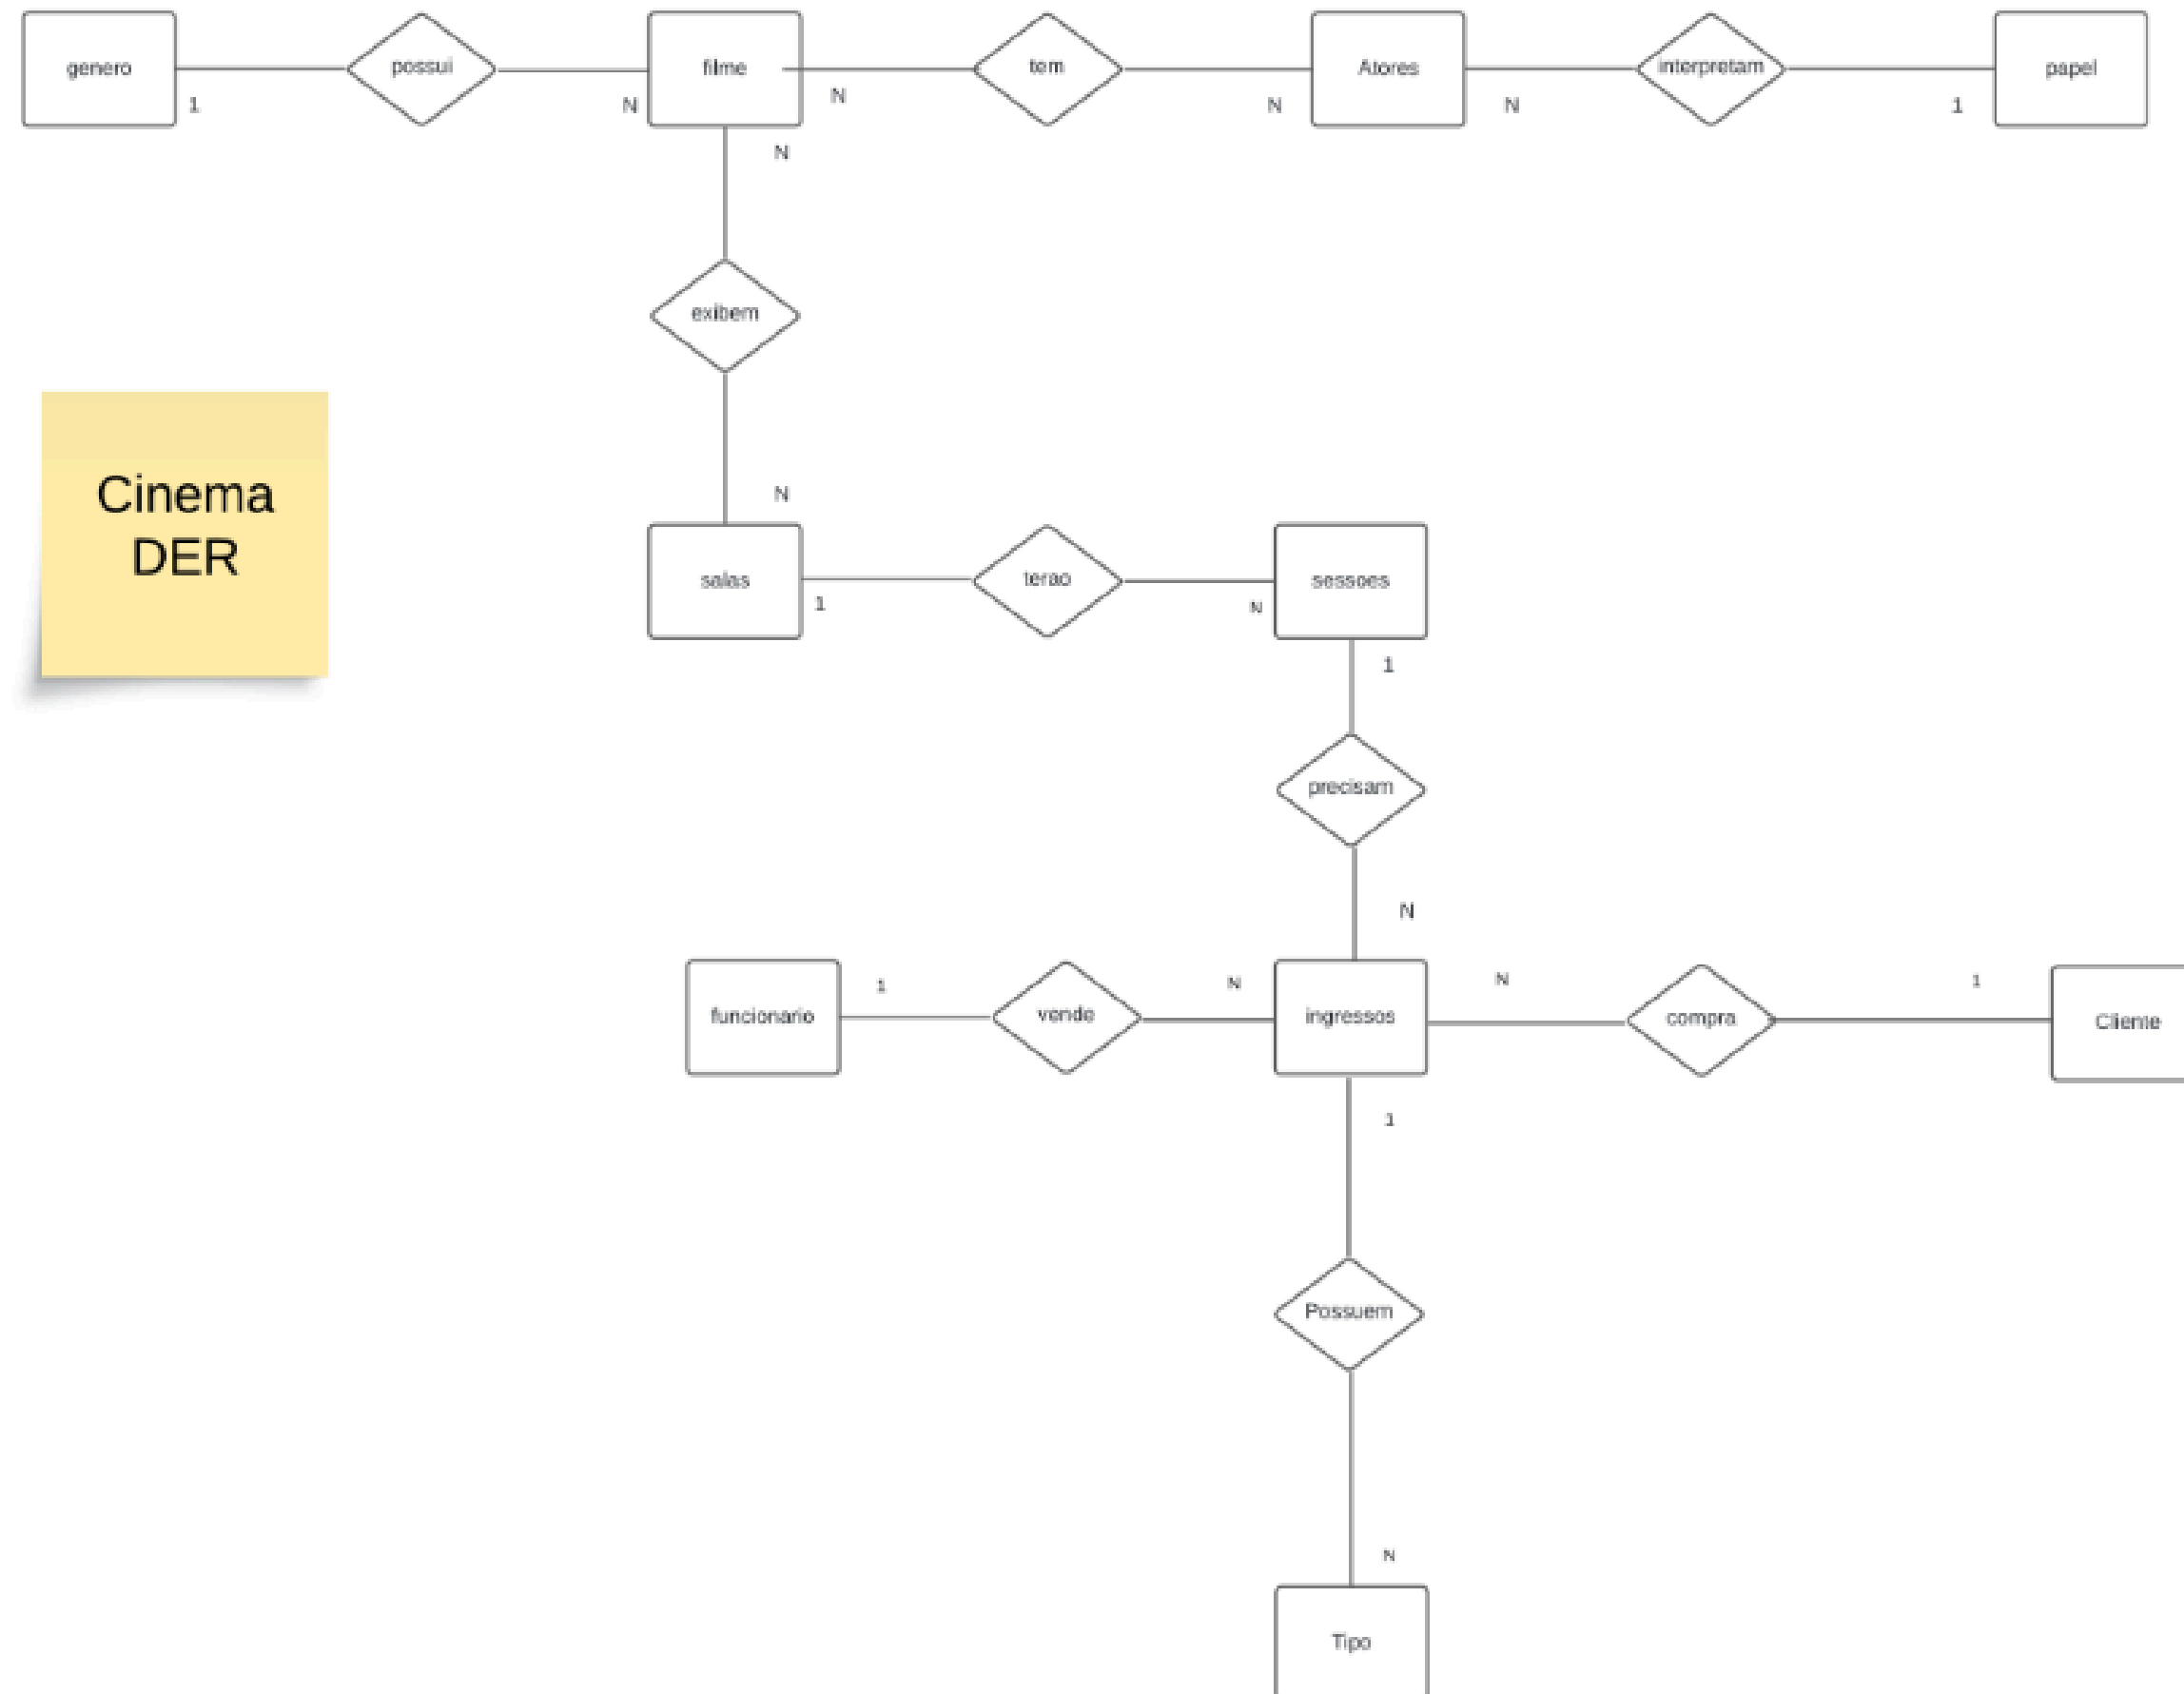 genero
possui
filme
tem
Atores
interpretam
papel
1
N
N
N
N
1
N
exibem
Cinema
DER
N
salas
terao
sessoes
1
N
1
precisam
N
funcionario
1
vende
N
ingressos
N
compra
1
Cliente
1
Possuem
N
Tipo